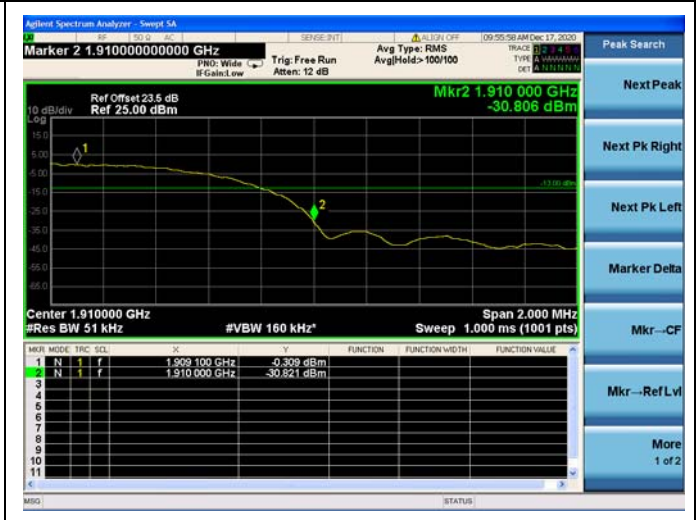 Agilent Spectrum Analyzer - Swept SA
RF 50 Ω AC SENSE:INT ALIGN OFF 09:55:58 AM Dec 17, 2020
Marker 2 1.910000000000 GHz
PNO: Wide Trig: Free Run
IFGain:Low Atten: 12 dB
Avg Type: RMS
Avg|Hold>100/100
TRACE 1 2 3 4 5 6
TYPE A
DET A N N N N N
Ref Offset 23.5 dB
10 dB/div Ref 25.00 dBm
Log
Mkr2 1.910 000 GHz
-30.806 dBm
15.0
5.00
-5.00
-15.0
-25.0
-35.0
-45.0
-55.0
-65.0
1
2
-13.00 dBm
Center 1.910000 GHz Span 2.000 MHz
#Res BW 51 kHz #VBW 160 kHz* Sweep 1.000 ms (1001 pts)
MKR MODE TRC SCL X Y FUNCTION FUNCTION WIDTH FUNCTION VALUE
1 N 1 f 1.909 100 GHz -0.309 dBm
2 N 1 f 1.910 000 GHz -30.821 dBm
3
4
5
6
7
8
9
10
11
MSG STATUS
Peak Search
Next Peak
Next Pk Right
Next Pk Left
Marker Delta
Mkr→CF
Mkr→Ref Lvl
More
1 of 2